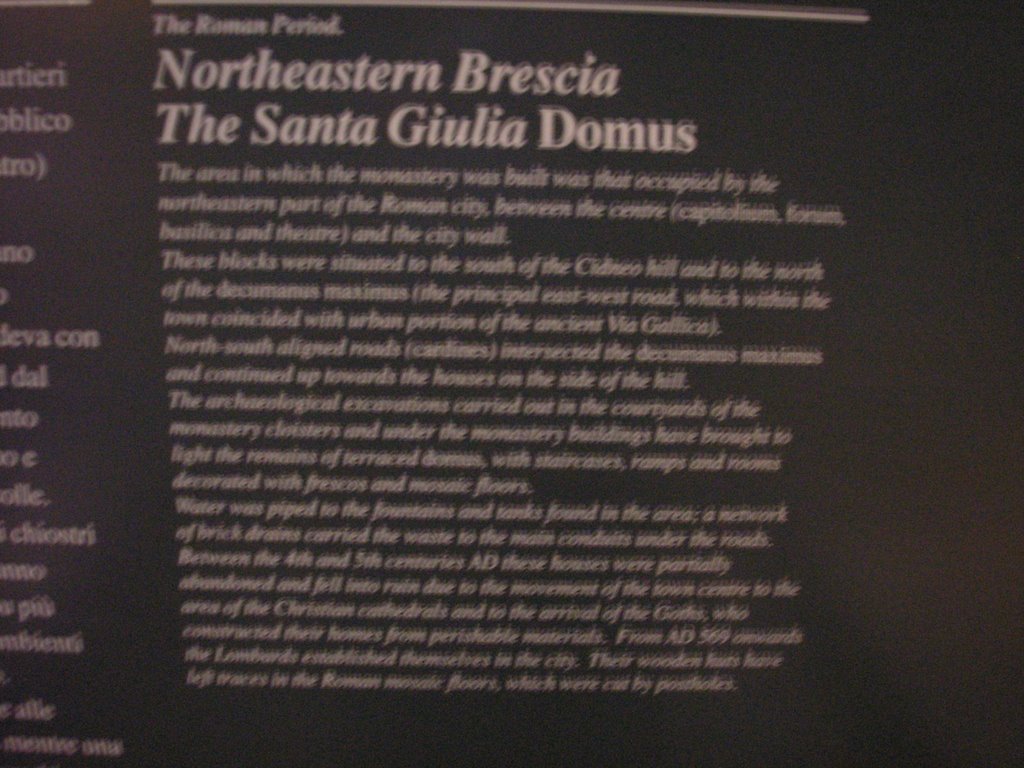 artieri
bblico
tro)
no
deva con
dal
nto
o e
olle.
chiostri
nno
più
mbienti
e alle
mentre una
The Roman Period.
Northeastern Brescia
The Santa Giulia Domus
The area in which the monastery was built was that occupied by the
northeastern part of the Roman city, between the centre (capitolium, forum,
basilica and theatre) and the city wall.
These blocks were situated to the south of the Cidneo hill and to the north
of the decumanus maximus (the principal east-west road, which within the
town coincided with urban portion of the ancient Via Gallica).
North-south aligned roads (cardines) intersected the decumanus maximus
and continued up towards the houses on the side of the hill.
The archaeological excavations carried out in the courtyards of the
monastery cloisters and under the monastery buildings have brought to
light the remains of terraced domus, with staircases, ramps and rooms
decorated with frescos and mosaic floors.
Water was piped to the fountains and tanks found in the area; a network
of brick drains carried the waste to the main conduits under the roads.
Between the 4th and 5th centuries AD these houses were partially
abandoned and fell into ruin due to the movement of the town centre to the
area of the Christian cathedrals and to the arrival of the Goths, who
constructed their homes from perishable materials. From AD 569 onwards
the Lombards established themselves in the city. Their wooden huts have
left traces in the Roman mosaic floors, which were cut by postholes.